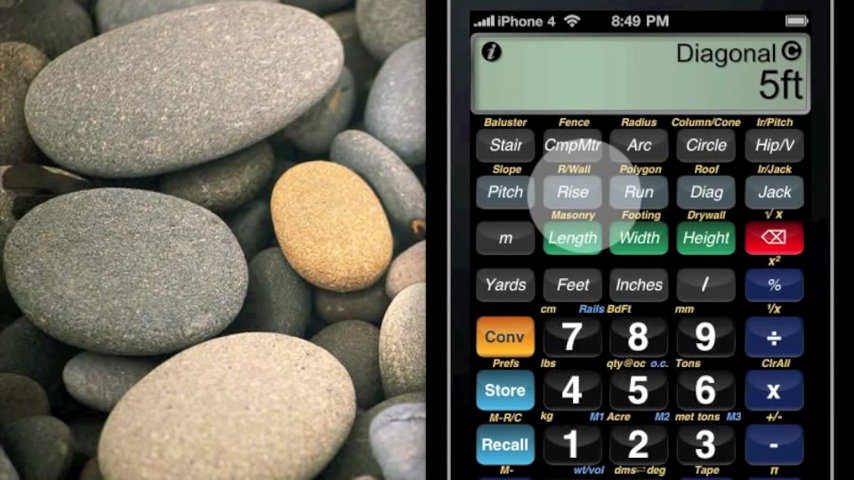 iPhone 4 8:49 PM
i Diagonal C
5ft
Baluster Fence Radius Column/Cone Ir/Pitch
Stair CmpMtr Arc Circle Hip/V
Slope R/Wall Polygon Roof Ir/Jack
Pitch Rise Run Diag Jack
Masonry Footing Drywall √ x
m Length Width Height
x²
Yards Feet Inches / %
cm Rails BdFt mm ¹/x
Conv 7 8 9 ÷
Prefs lbs qty@oc o.c. Tons ClrAll
Store 4 5 6 x
M-R/C kg M1 Acre M2 met tons M3 +/-
Recall 1 2 3 -
M- wt/vol dms⇌deg Tape π